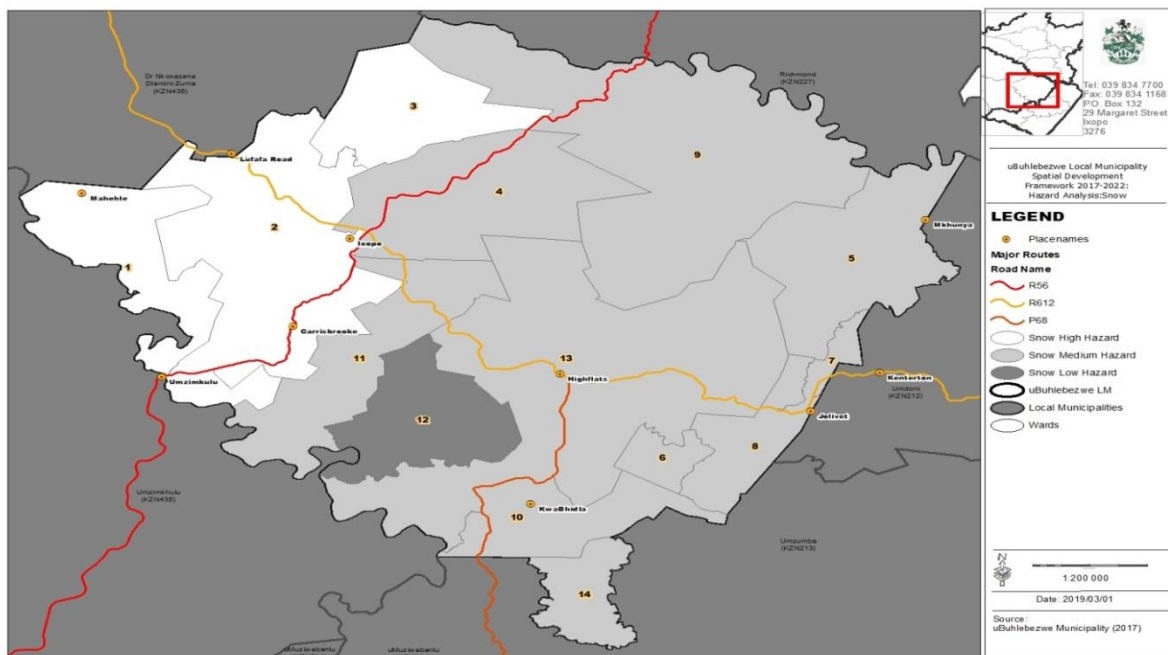 Dr Nkosazana
Dlamini-Zuma
(KZN436)
Richmond
(KZN227)
3
Lufafa Road
9
Mahehle
4
2
Mkhunya
Ixopo
1
5
Carrisbrooke
11
13
7
Highflats
Umzimkulu
Kenterton
Umdoni
(KZN212)
Jolivet
12
8
6
Umzimkhulu
(KZN435)
10
KwaBhidla
Umzumbe
(KZN213)
14
uMuziwabantu
uMuziwabantu
Tel: 039 834 7700
Fax: 039 834 1168
P.O. Box 132
29 Margaret Street
Ixopo
3276
uBuhlebezwe Local Municipality
Spatial Development
Framework 2017-2022:
Hazard Analysis:Snow
LEGEND
Placenames
Major Routes
Road Name
R56
R612
P68
Snow High Hazard
Snow Medium Hazard
Snow Low Hazard
uBuhlebezwe LM
Local Municipalities
Wards
N
1:200 000
Date: 2019/03/01
Source:
uBuhlebezwe Municipality (2017)